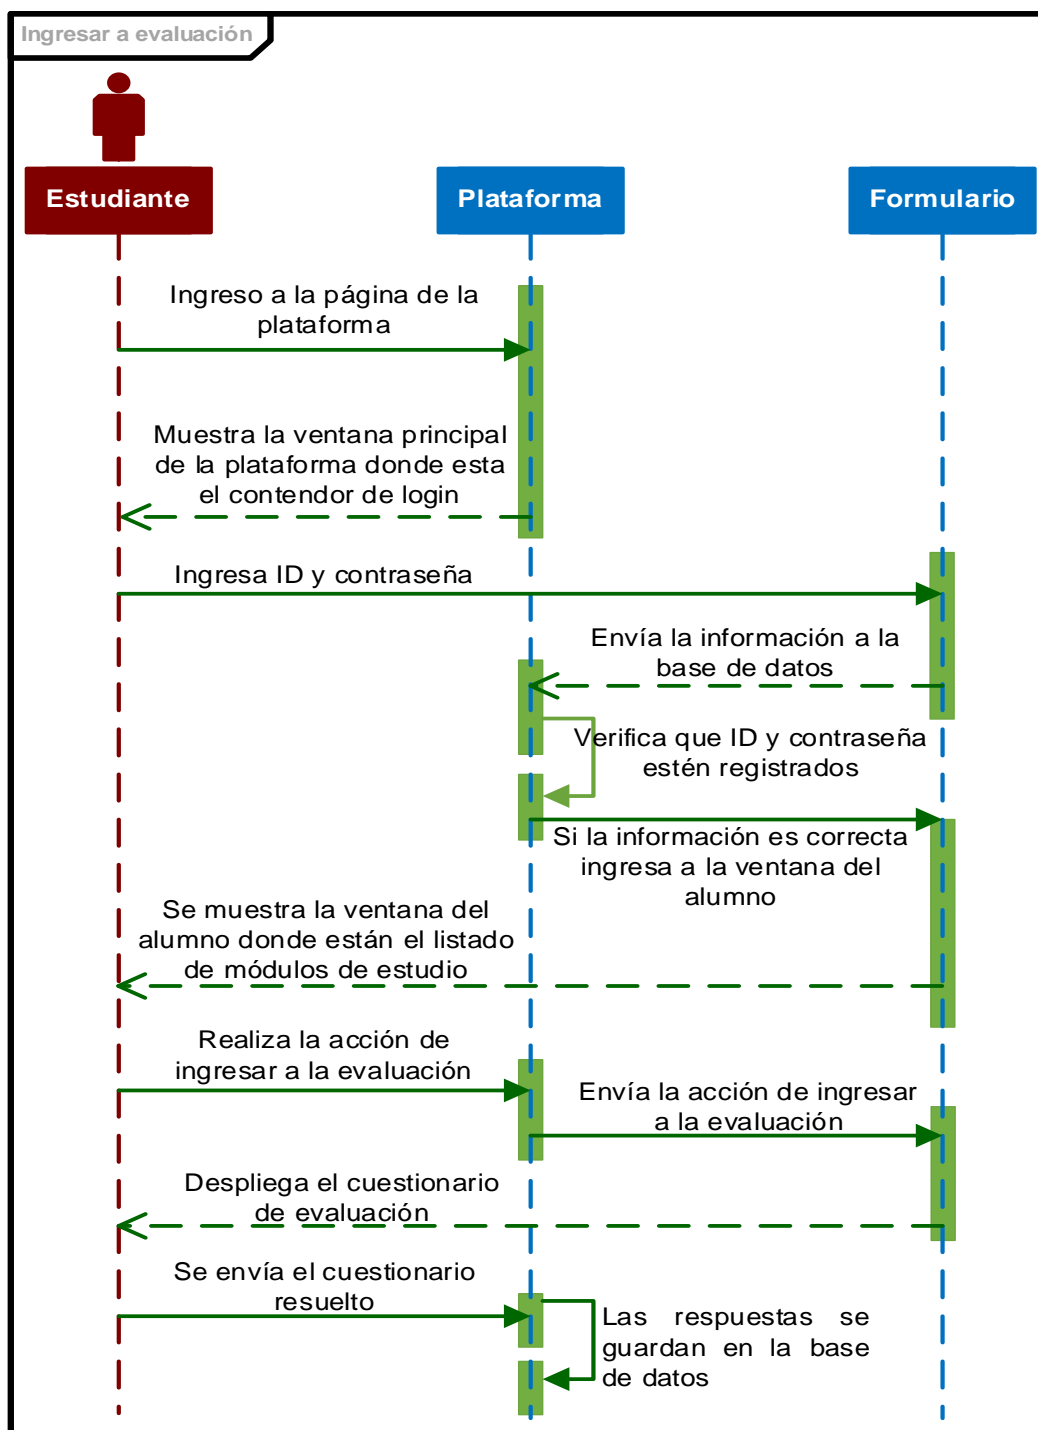 Ingresar a evaluación
Estudiante
Plataforma
Formulario
Ingreso a la página de la
plataforma
Muestra la ventana principal
de la plataforma donde esta
el contendor de login
Ingresa ID y contraseña
Envía la información a la
base de datos
Verifica que ID y contraseña
estén registrados
Si la información es correcta
ingresa a la ventana del
alumno
Se muestra la ventana del
alumno donde están el listado
de módulos de estudio
Realiza la acción de
ingresar a la evaluación
Envía la acción de ingresar
a la evaluación
Despliega el cuestionario
de evaluación
Se envía el cuestionario
resuelto
Las respuestas se
guardan en la base
de datos